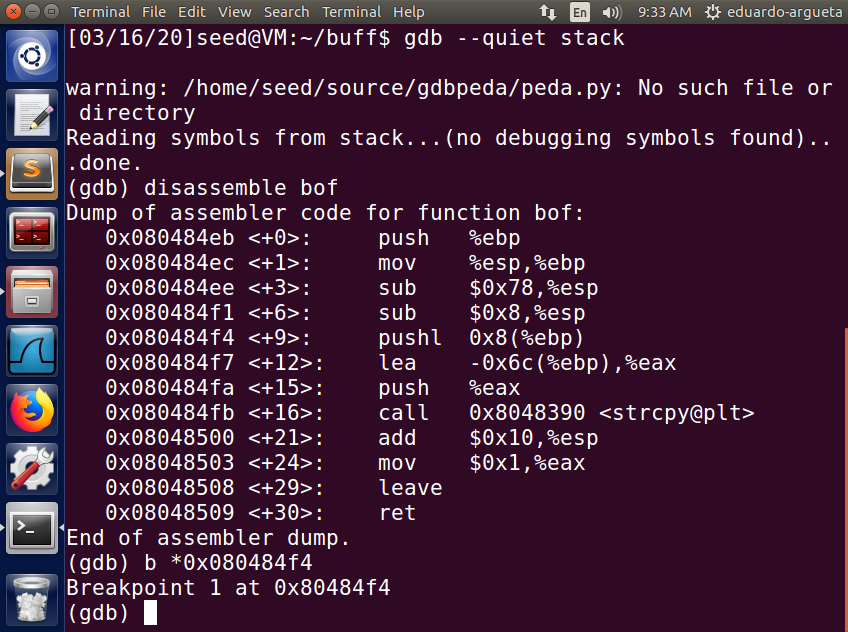 Terminal File Edit View Search Terminal Help En 9:33 AM eduardo-argueta
[03/16/20]seed@VM:~/buff$ gdb --quiet stack
warning: /home/seed/source/gdbpeda/peda.py: No such file or
 directory
Reading symbols from stack...(no debugging symbols found)..
.done.
(gdb) disassemble bof
Dump of assembler code for function bof:
   0x080484eb <+0>:     push   %ebp
   0x080484ec <+1>:     mov    %esp,%ebp
   0x080484ee <+3>:     sub    $0x78,%esp
   0x080484f1 <+6>:     sub    $0x8,%esp
   0x080484f4 <+9>:     pushl  0x8(%ebp)
   0x080484f7 <+12>:    lea    -0x6c(%ebp),%eax
   0x080484fa <+15>:    push   %eax
   0x080484fb <+16>:    call   0x8048390 <strcpy@plt>
   0x08048500 <+21>:    add    $0x10,%esp
   0x08048503 <+24>:    mov    $0x1,%eax
   0x08048508 <+29>:    leave
   0x08048509 <+30>:    ret
End of assembler dump.
(gdb) b *0x080484f4
Breakpoint 1 at 0x80484f4
(gdb)